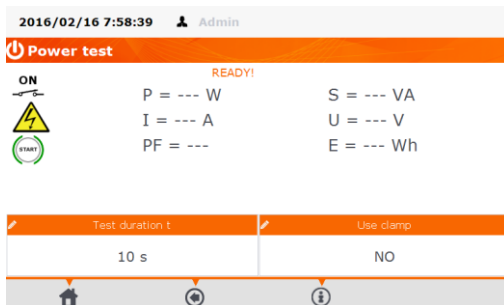 2016/02/16 7:58:39 Admin
Power test
READY!
ON
P = --- W S = --- VA
I = --- A U = --- V
START
PF = --- E = --- Wh
Test duration t Use clamp
10 s NO